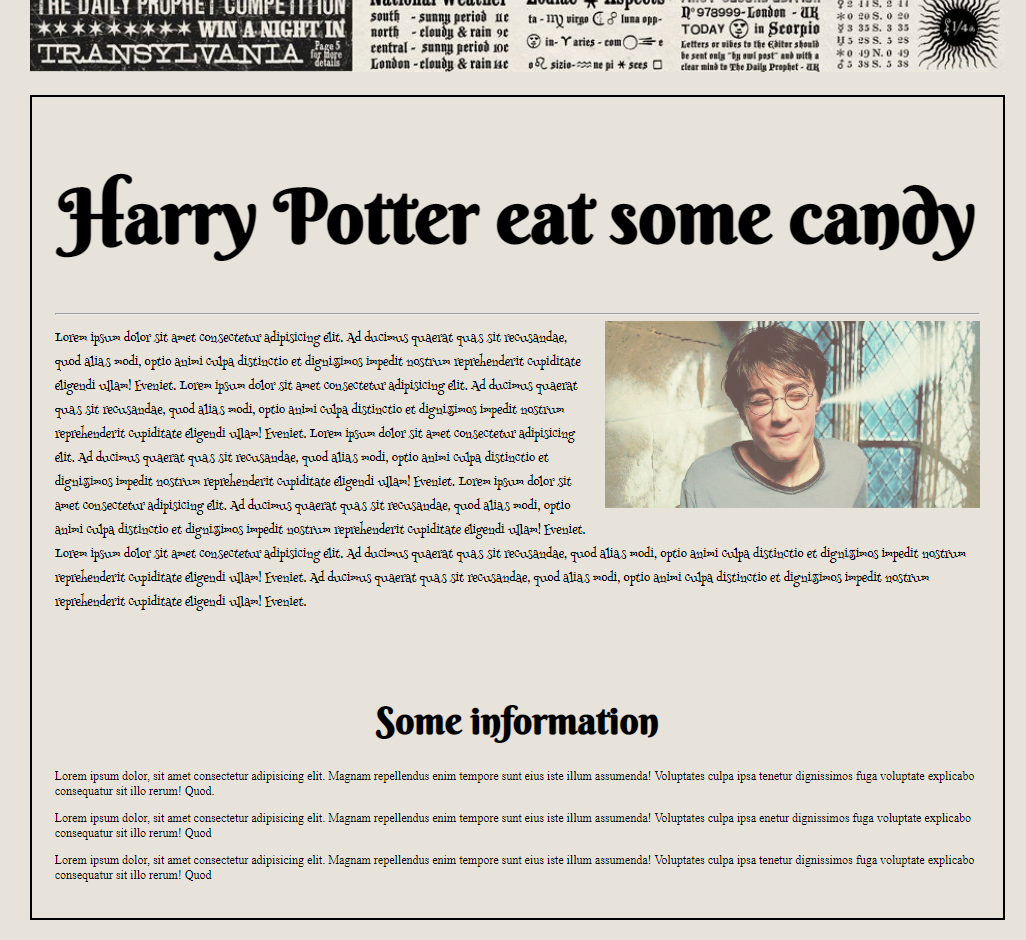 THE DAILY PROPHET COMPETITION
WIN A NIGHT IN
TRANSYLVANIA
Page 5
for more
details
National Weather
south - sunny period 11c
north - cloudy & rain 9c
central - sunny period 10c
London - cloudy & rain 11c
Zodiac Aspects
ta - ♍ virgo ☾ luna opp-
in- ♈ aries - com
sizio- ne pi sces
Nº978999-London - UK
TODAY in Scorpio
Letters or vibes to the Editor should
be sent only "by owl post" and with a
clear mind to The Daily Prophet - UK
2 41 S. 2 41
0 20 S. 0 20
3 35 S. 3 35
5 28 S. 5 28
0 49 N. 0 49
5 38 S. 5 38
Harry Potter eat some candy
Lorem ipsum dolor sit amet consectetur adipisicing elit. Ad ducimus quaerat quas sit recusandae,
quod alias modi, optio animi culpa distinctio et dignissimos impedit nostrum reprehenderit cupiditate
eligendi ullam! Eveniet. Lorem ipsum dolor sit amet consectetur adipisicing elit. Ad ducimus quaerat
quas sit recusandae, quod alias modi, optio animi culpa distinctio et dignissimos impedit nostrum
reprehenderit cupiditate eligendi ullam! Eveniet. Lorem ipsum dolor sit amet consectetur adipisicing
elit. Ad ducimus quaerat quas sit recusandae, quod alias modi, optio animi culpa distinctio et
dignissimos impedit nostrum reprehenderit cupiditate eligendi ullam! Eveniet. Lorem ipsum dolor sit
amet consectetur adipisicing elit. Ad ducimus quaerat quas sit recusandae, quod alias modi, optio
animi culpa distinctio et dignissimos impedit nostrum reprehenderit cupiditate eligendi ullam! Eveniet.
Lorem ipsum dolor sit amet consectetur adipisicing elit. Ad ducimus quaerat quas sit recusandae, quod alias modi, optio animi culpa distinctio et dignissimos impedit nostrum
reprehenderit cupiditate eligendi ullam! Eveniet. Ad ducimus quaerat quas sit recusandae, quod alias modi, optio animi culpa distinctio et dignissimos impedit nostrum
reprehenderit cupiditate eligendi ullam! Eveniet.
Some information
Lorem ipsum dolor, sit amet consectetur adipisicing elit. Magnam repellendus enim tempore sunt eius iste illum assumenda! Voluptates culpa ipsa tenetur dignissimos fuga voluptate explicabo
consequatur sit illo rerum! Quod.
Lorem ipsum dolor, sit amet consectetur adipisicing elit. Magnam repellendus enim tempore sunt eius iste illum assumenda! Voluptates culpa ipsa enetur dignissimos fuga voluptate explicabo
consequatur sit illo rerum! Quod
Lorem ipsum dolor, sit amet consectetur adipisicing elit. Magnam repellendus enim tempore sunt eius iste illum assumenda! Voluptates culpa ipsa tenetur dignissimos fuga voluptate explicabo
consequatur sit illo rerum! Quod